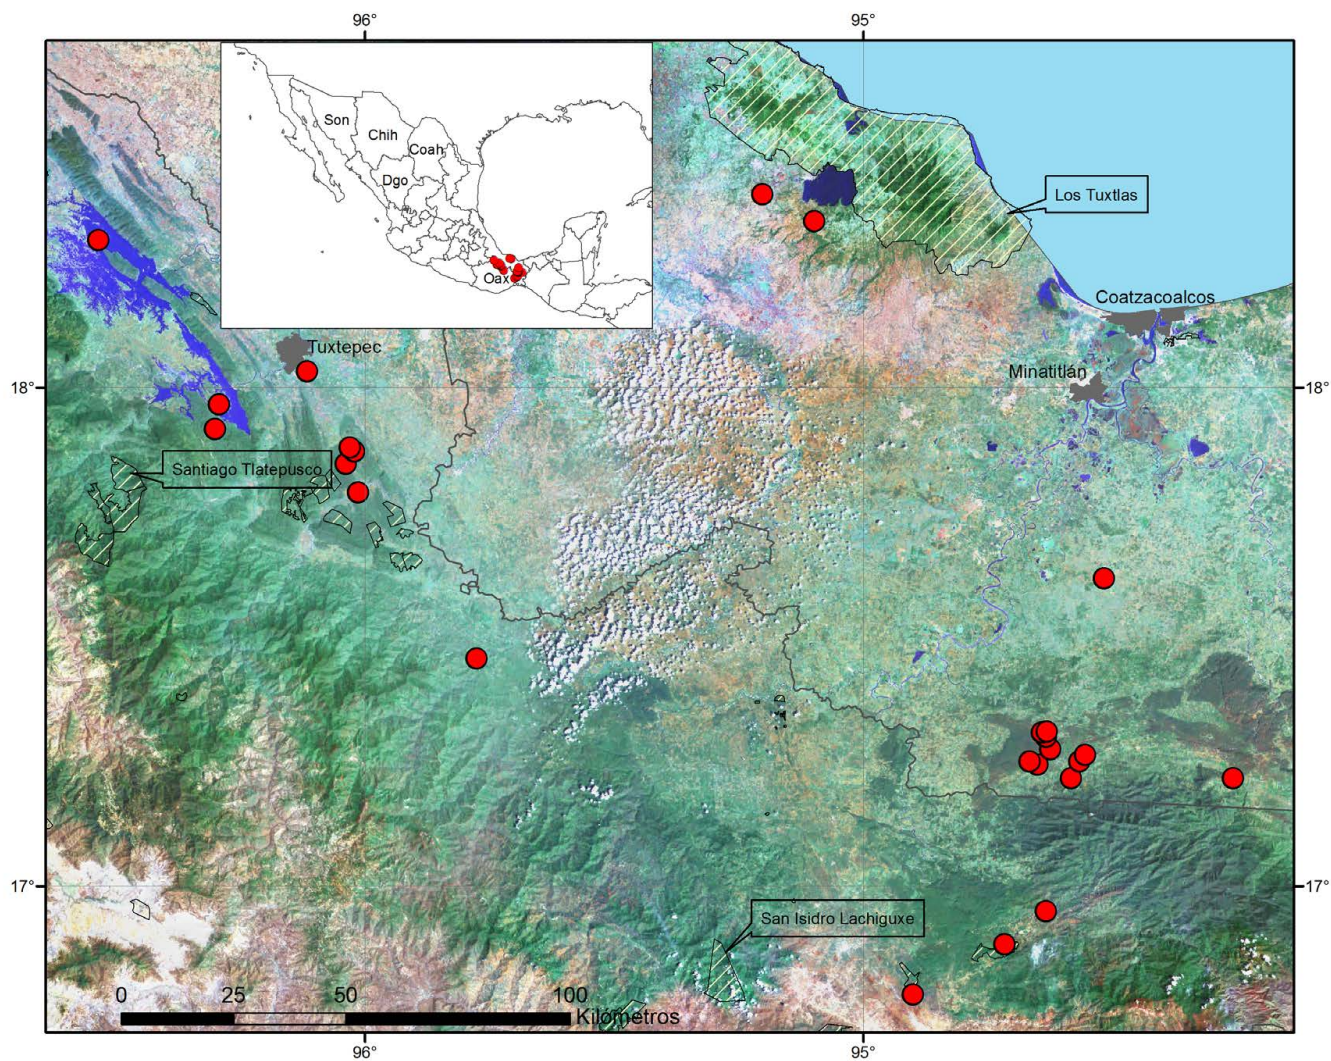 96°
95°
Son
Chih
Coah
Dgo
Oax
Los Tuxtlas
Coatzacoalcos
Tuxtepec
Minatitlán
18°
18°
Santiago Tlatepusco
17°
17°
San Isidro Lachiguxe
0 25 50 100
Kilómetros
96°
95°